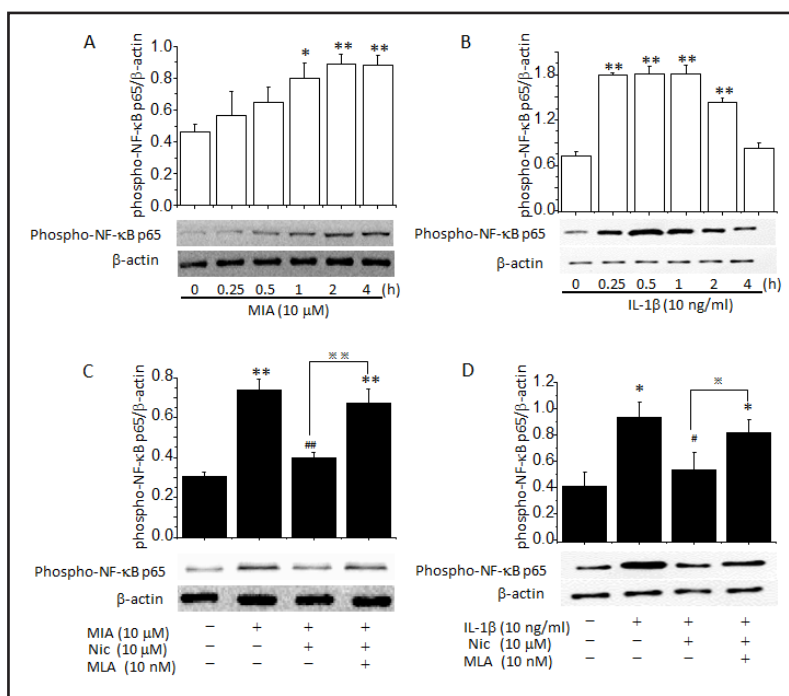 A
phospho-NF-κB p65/β-actin
1.0
0.8
0.6
0.4
0.2
0.0
* ** **
Phospho-NF-κB p65
β-actin
0 0.25 0.5 1 2 4 (h)
MIA (10 μM)
B
phospho-NF-κB p65/β-actin
1.8
1.2
0.6
0.0
** ** ** **
Phospho-NF-κB p65
β-actin
0 0.25 0.5 1 2 4 (h)
IL-1β (10 ng/ml)
C
phospho-NF-κB p65/β-actin
0.8
0.6
0.4
0.2
0.0
※※
** ## **
Phospho-NF-κB p65
β-actin
MIA (10 μM) − + + +
Nic (10 μM) − − + +
MLA (10 nM) − − − +
D
phospho-NF-κB p65/β-actin
1.2
1.0
0.8
0.6
0.4
0.2
0.0
※
* # *
Phospho-NF-κB p65
β-actin
IL-1β (10 ng/ml) − + + +
Nic (10 μM) − − + +
MLA (10 nM) − − − +